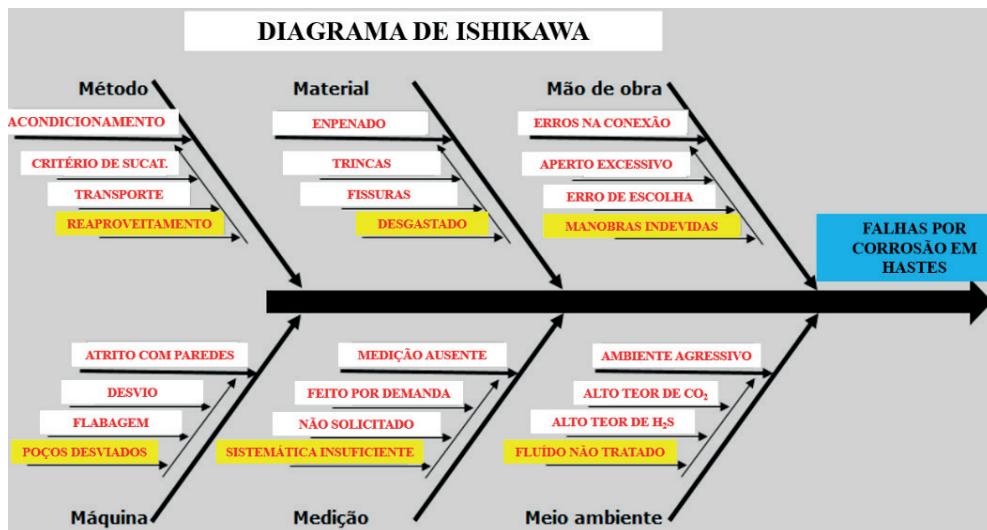 DIAGRAMA DE ISHIKAWA
Método
ACONDICIONAMENTO
CRITÉRIO DE SUCAT.
TRANSPORTE
REAPROVEITAMENTO
Material
ENPENADO
TRINCAS
FISSURAS
DESGASTADO
Mão de obra
ERROS NA CONEXÃO
APERTO EXCESSIVO
ERRO DE ESCOLHA
MANOBRAS INDEVIDAS
FALHAS POR
CORROSÃO EM
HASTES
ATRITO COM PAREDES
DESVIO
FLABAGEM
POÇOS DESVIADOS
Máquina
MEDIÇÃO AUSENTE
FEITO POR DEMANDA
NÃO SOLICITADO
SISTEMÁTICA INSUFICIENTE
Medição
AMBIENTE AGRESSIVO
ALTO TEOR DE CO₂
ALTO TEOR DE H₂S
FLUÍDO NÃO TRATADO
Meio ambiente